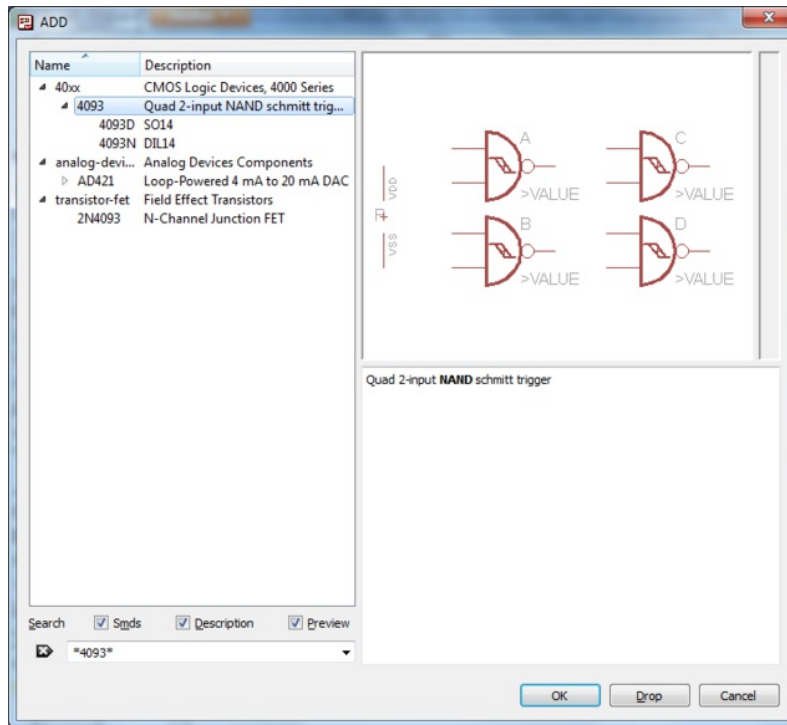 ADD
Name Description
40xx CMOS Logic Devices, 4000 Series
4093 Quad 2-input NAND schmitt trig...
4093D SO14
4093N DIL14
analog-devi... Analog Devices Components
AD421 Loop-Powered 4 mA to 20 mA DAC
transistor-fet Field Effect Transistors
2N4093 N-Channel Junction FET
A C
VDD
>VALUE >VALUE
P
B D
VSS
>VALUE >VALUE
Quad 2-input NAND schmitt trigger
Search Smds Description Preview
*4093*
OK Drop Cancel